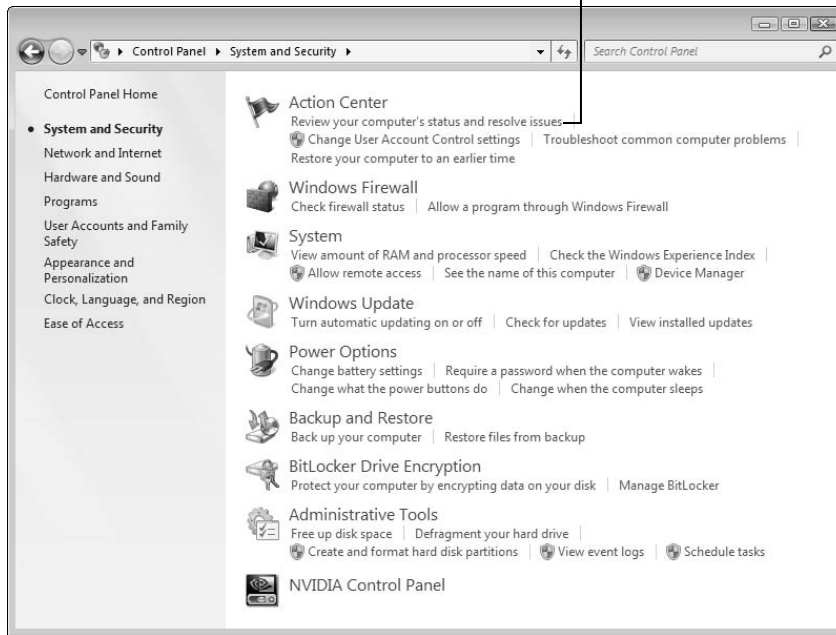 Control Panel System and Security
Search Control Panel
Control Panel Home
System and Security
Network and Internet
Hardware and Sound
Programs
User Accounts and Family
Safety
Appearance and
Personalization
Clock, Language, and Region
Ease of Access
Action Center
Review your computer's status and resolve issues
Change User Account Control settings Troubleshoot common computer problems
Restore your computer to an earlier time
Windows Firewall
Check firewall status Allow a program through Windows Firewall
System
View amount of RAM and processor speed Check the Windows Experience Index
Allow remote access See the name of this computer Device Manager
Windows Update
Turn automatic updating on or off Check for updates View installed updates
Power Options
Change battery settings Require a password when the computer wakes
Change what the power buttons do Change when the computer sleeps
Backup and Restore
Back up your computer Restore files from backup
BitLocker Drive Encryption
Protect your computer by encrypting data on your disk Manage BitLocker
Administrative Tools
Free up disk space Defragment your hard drive
Create and format hard disk partitions View event logs Schedule tasks
NVIDIA Control Panel